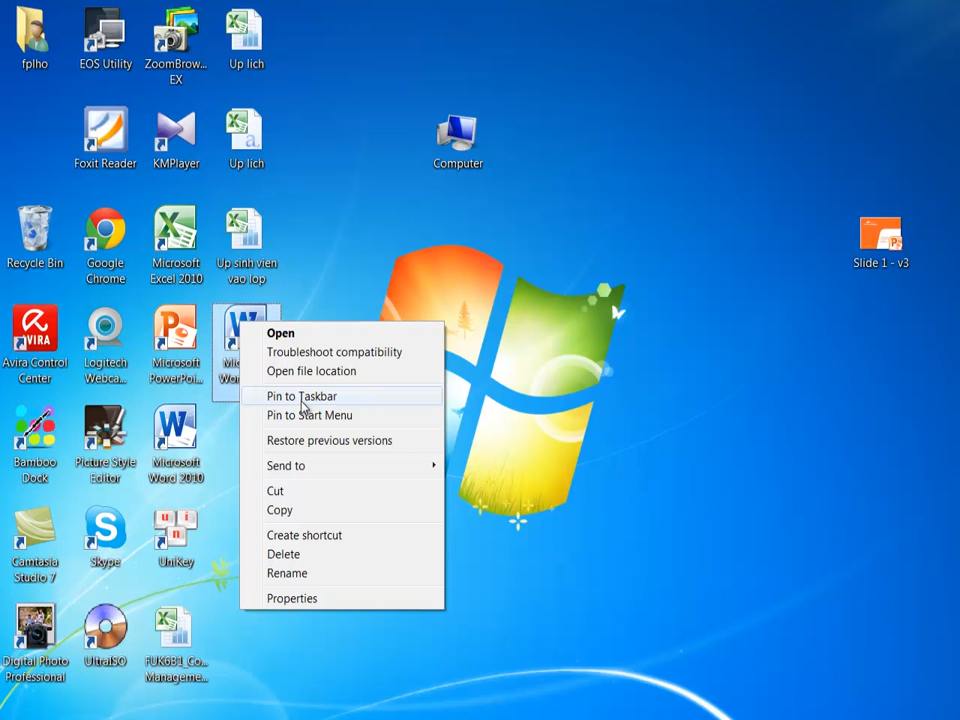 fplho
EOS Utility
ZoomBrow...
EX
Up lich
Foxit Reader
KMPlayer
Up lich
Computer
Recycle Bin
Google
Chrome
Microsoft
Excel 2010
Up sinh vien
vao lop
Slide 1 - v3
Avira Control
Center
Logitech
Webca...
Microsoft
PowerPoi...
Mic
Wor
Open
Troubleshoot compatibility
Open file location
Pin to Taskbar
Pin to Start Menu
Restore previous versions
Send to
Cut
Copy
Create shortcut
Delete
Rename
Properties
Bamboo
Dock
Picture Style
Editor
Microsoft
Word 2010
Camtasia
Studio 7
Skype
UniKey
Digital Photo
Professional
UltraISO
FUK631_Co...
Manageme...
AVIRA
u i
n